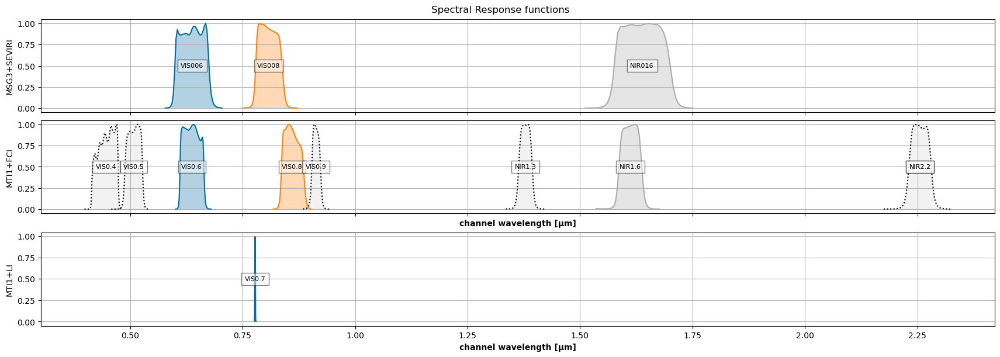 Spectral Response functions
MSG3+SEVIRI
1.00
0.75
0.50
0.25
0.00
VIS006
VIS008
NIR016
MTI1+FCI
1.00
0.75
0.50
0.25
0.00
VIS0.4
VIS0.5
VIS0.6
VIS0.8
VIS0.9
NIR1.3
NIR1.6
NIR2.2
channel wavelength [µm]
MTI1+LI
1.00
0.75
0.50
0.25
0.00
VIS0.7
0.50 0.75 1.00 1.25 1.50 1.75 2.00 2.25
channel wavelength [µm]